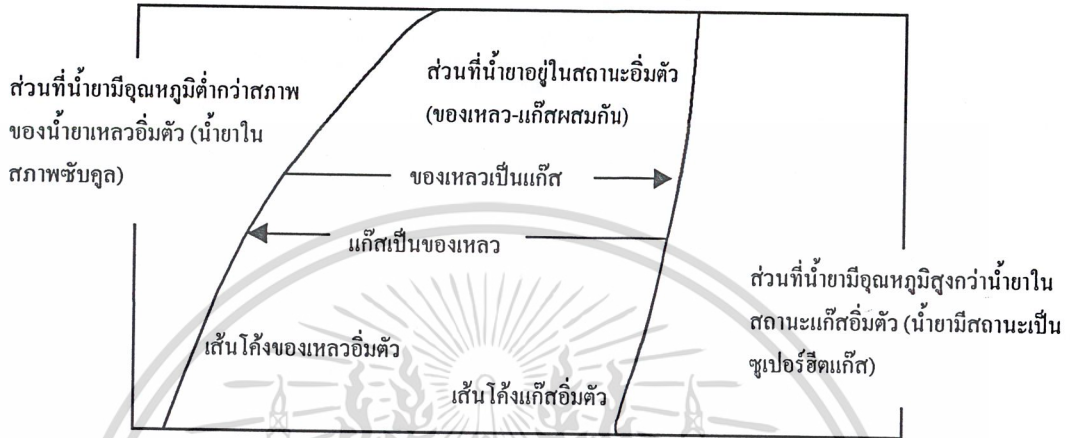 ส่วนที่น้ำยามีอุณหภูมิต่ำกว่าสภาพ
ของน้ำยาเหลวอิ่มตัว (น้ำยาใน
สภาพซับคูล)
ส่วนที่น้ำยาอยู่ในสถานะอิ่มตัว
(ของเหลว-แก๊สผสมกัน)
ของเหลวเป็นแก๊ส
แก๊สเป็นของเหลว
ส่วนที่น้ำยามีอุณหภูมิสูงกว่าน้ำยาใน
สถานะแก๊สอิ่มตัว (น้ำยามีสถานะเป็น
ซูเปอร์ฮีตแก๊ส)
เส้นโค้งของเหลวอิ่มตัว
เส้นโค้งแก๊สอิ่มตัว